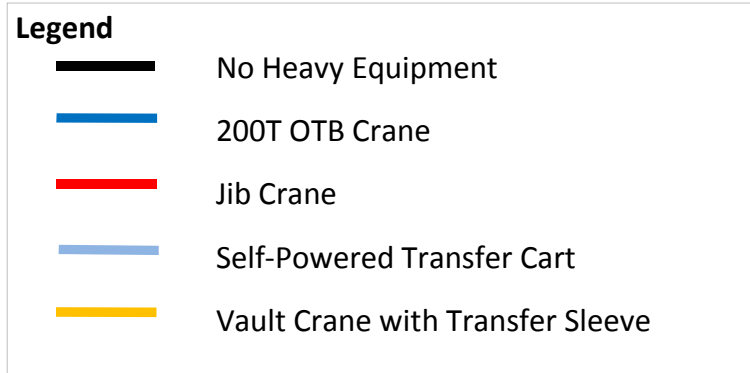 Legend
No Heavy Equipment
200T OTB Crane
Jib Crane
Self-Powered Transfer Cart
Vault Crane with Transfer Sleeve